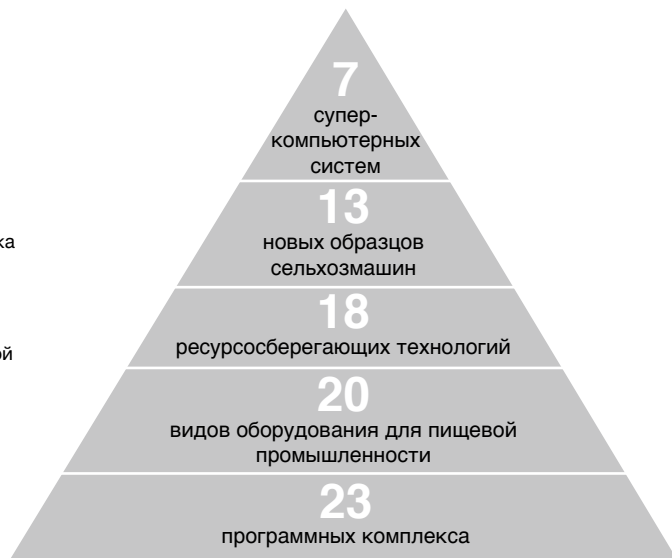 7
супер-
компьютерных
систем
13
новых образцов
сельхозмашин
18
ресурсосберегающих технологий
20
видов оборудования для пищевой
промышленности
23
программных комплекса